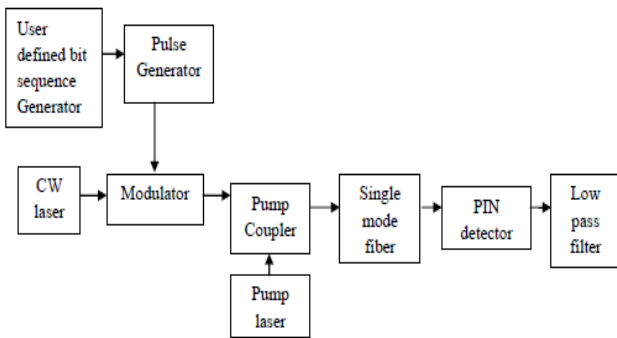 User
defined bit
sequence
Generator
Pulse
Generator
CW
laser
Modulator
Pump
Coupler
Single
mode
fiber
PIN
detector
Low
pass
filter
Pump
laser